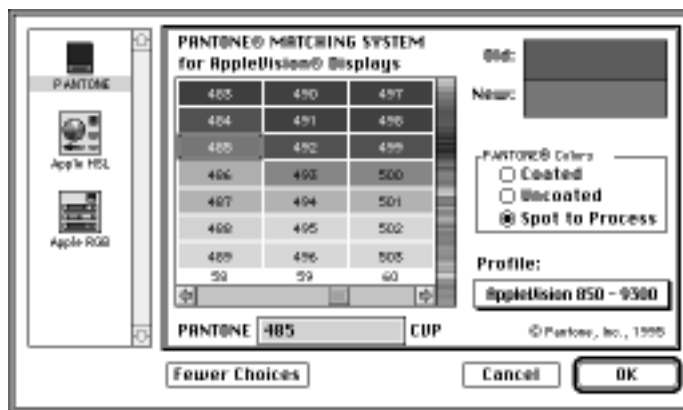 PANTONE
Apple HSL
Apple RGB
PANTONE® MATCHING SYSTEM
for AppleVision® Displays
483 490 497
484 491 498
485 492 499
486 493 500
487 494 501
488 495 502
489 496 503
58 59 60
PANTONE 485 CVP
Old:
New:
PANTONE® Colors
Coated
Uncoated
Spot to Process
Profile:
AppleVision 850 - 9300
© Pantone, Inc., 1995
Fewer Choices
Cancel
OK